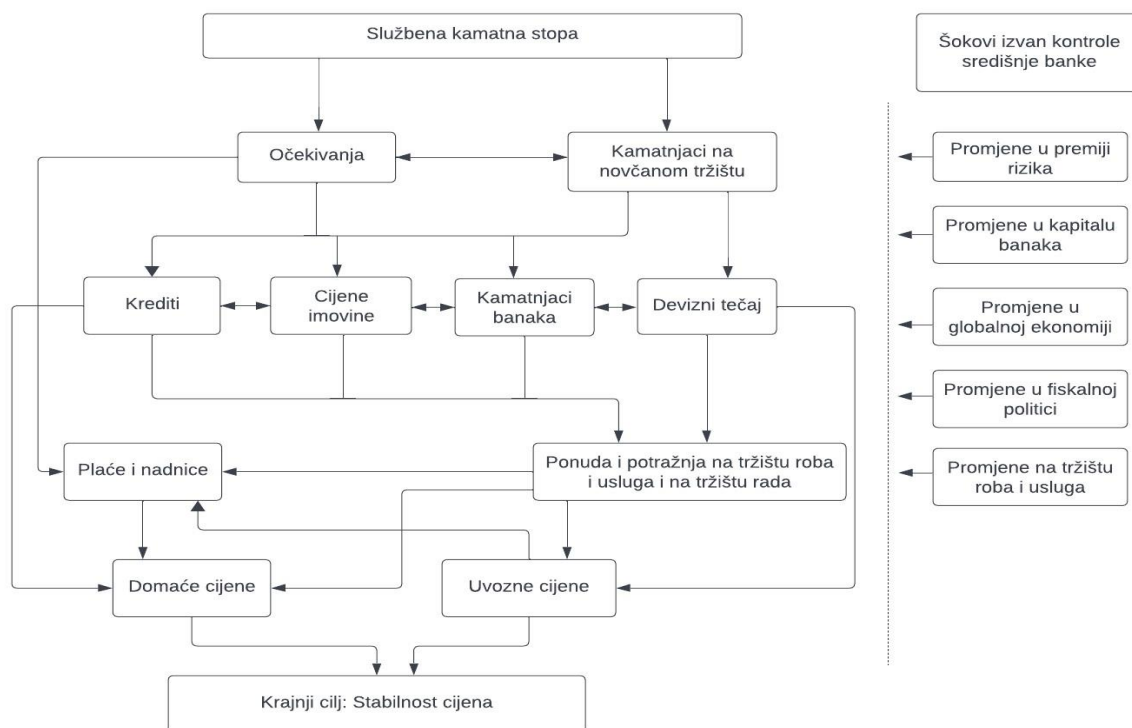 Službena kamatna stopa
Šokovi izvan kontrole
središnje banke
Očekivanja
Kamatnjaci na
novčanom tržištu
Promjene u premiji
rizika
Promjene u kapitalu
banaka
Krediti
Cijene
imovine
Kamatnjaci
banaka
Devizni tečaj
Promjene u
globalnoj ekonomiji
Promjene u fiskalnoj
politici
Plaće i nadnice
Ponuda i potražnja na tržištu roba
i usluga i na tržištu rada
Promjene na tržištu
roba i usluga
Domaće cijene
Uvozne cijene
Krajnji cilj: Stabilnost cijena